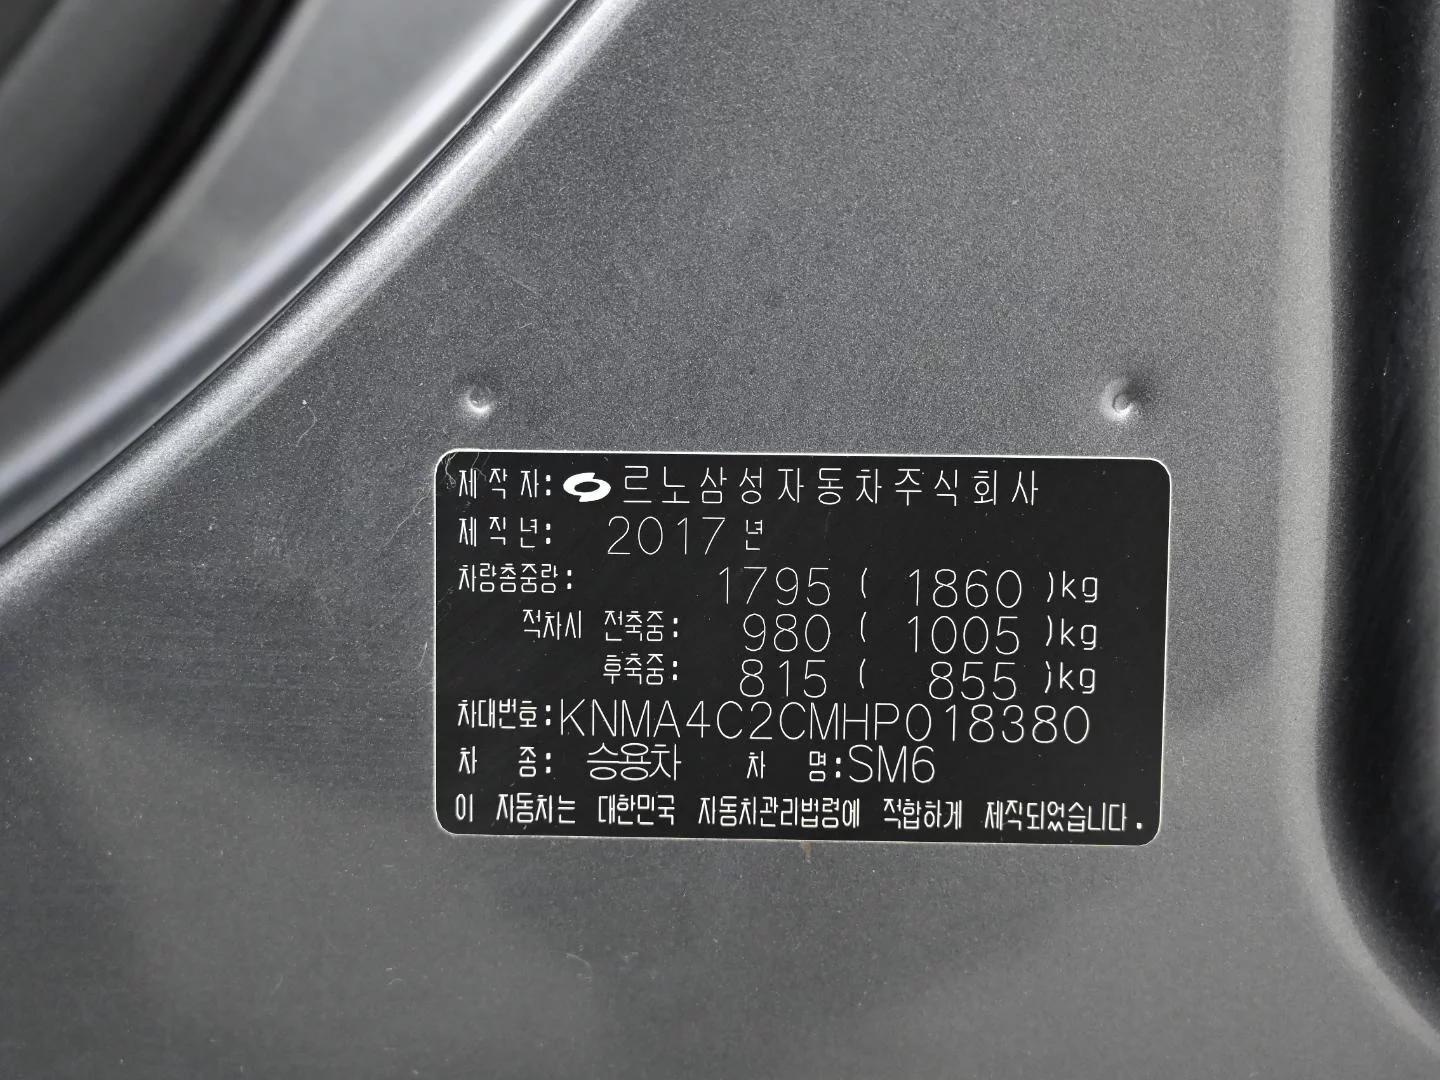 제 작 자: 르노삼성자동차주식회사
제 작 년: 2017 년
차량총중량: 1795 ( 1860 )kg
적차시 전축중: 980 ( 1005 )kg
후축중: 815 ( 855 )kg
차대번호:KNMA4C2CMHP018380
차 종: 승용차 차 명:SM6
이 자동차는 대한민국 자동차관리법령에 적합하게 제작되었습니다.